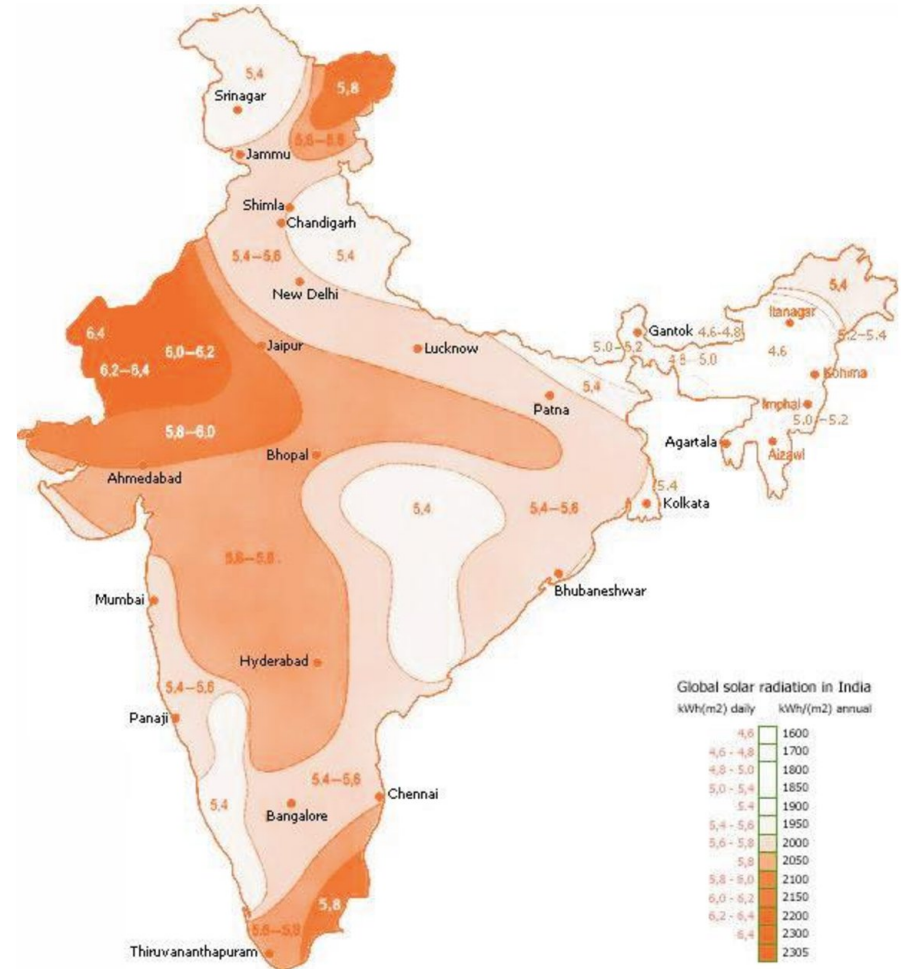 5,4
Srinagar
5,8
5,6–5,8
Jammu
Shimla
Chandigarh
5,4–5,6
5,4
New Delhi
5,4
Itanagar
Gantok
4,6-4,8
5,2–5,4
5.0–5,2
4,8–5,0
4,6
6,4
6,0–6,2
Jaipur
Lucknow
6,2–6,4
5,4
Kohima
Patna
Imphal
5,8–6,0
5,0–5,2
Bhopal
Agartala
Aizawl
Ahmedabad
5,4
5,4
5,4–5,6
Kolkata
5,6–5,8
Bhubaneshwar
Mumbai
Hyderabad
5,4–5,6
Panaji
5,4–5,6
5,4
Chennai
Bangalore
5,8
5,6–5,8
Thiruvananthapuram
Global solar radiation in India
kWh(m2) daily kWh/(m2) annual
4,6 1600
4,6 - 4,8 1700
4,8 - 5.0 1800
5,0 - 5,4 1850
5.4 1900
5,4 - 5,6 1950
5,6 - 5,8 2000
5,8 2050
5,8 - 6,0 2100
6,0 - 6,2 2150
6,2 - 6,4 2200
6,4 2300
2305